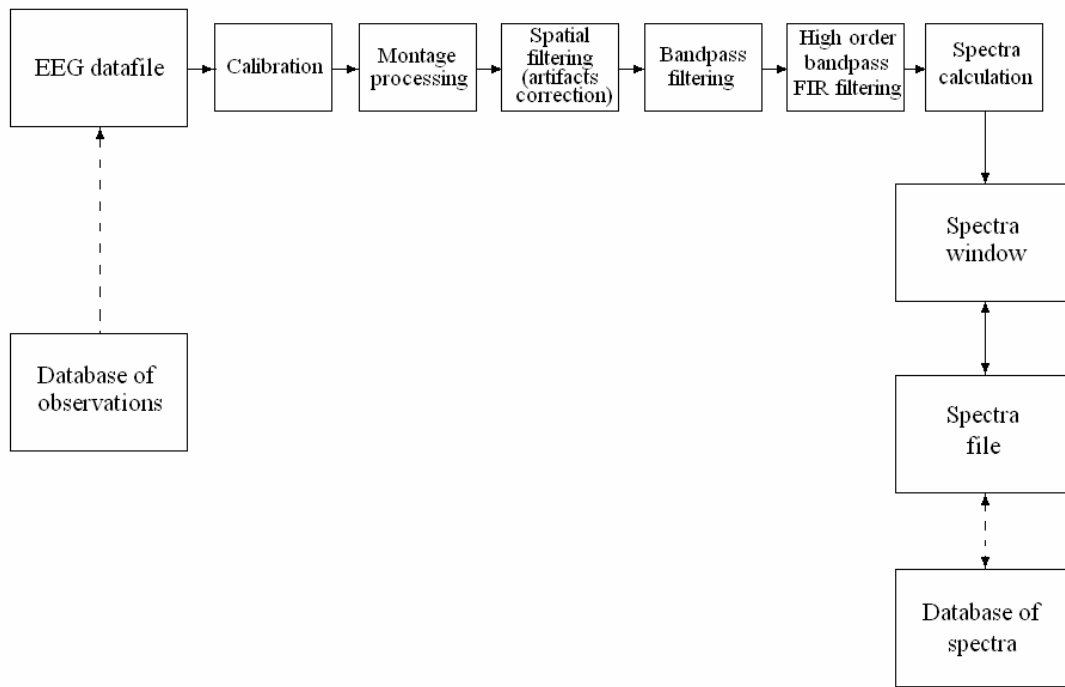 EEG datafile
Calibration
Montage
processing
Spatial
filtering
(artifacts
correction)
Bandpass
filtering
High order
bandpass
FIR filtering
Spectra
calculation
Spectra
window
Database of
observations
Spectra
file
Database of
spectra